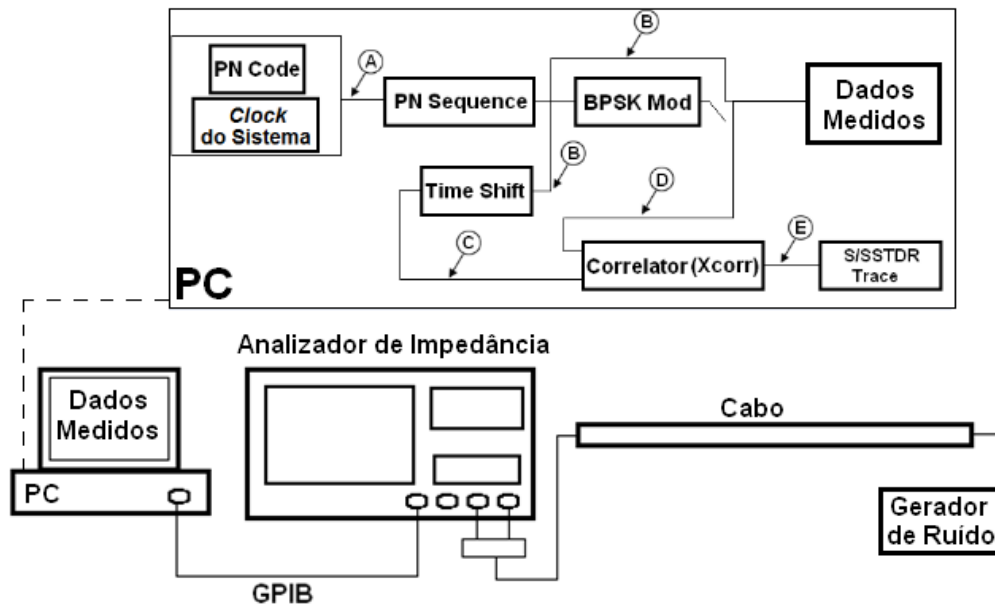 B
PN Code
A
Clock
do Sistema
PN Sequence
BPSK Mod
Dados
Medidos
B
Time Shift
D
C
E
Correlator (Xcorr)
S/SSTDR
Trace
PC
Analizador de Impedância
Dados
Medidos
Cabo
PC
Gerador
de Ruído
GPIB